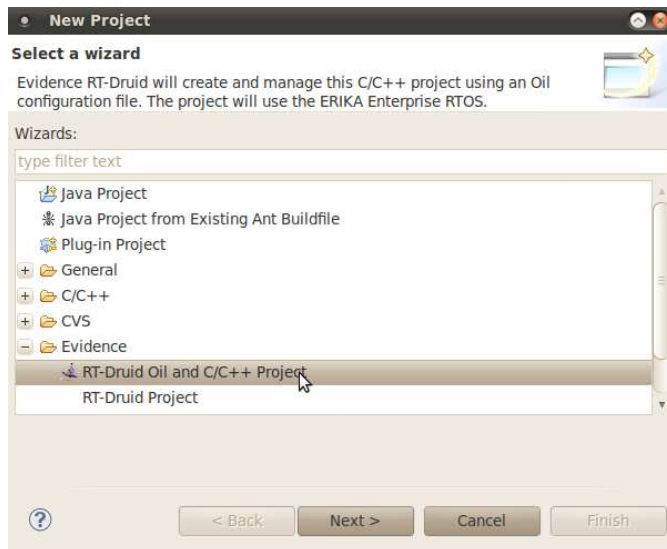 New Project
Select a wizard
Evidence RT-Druid will create and manage this C/C++ project using an Oil
configuration file. The project will use the ERIKA Enterprise RTOS.
Wizards:
type filter text
Java Project
Java Project from Existing Ant Buildfile
Plug-in Project
General
C/C++
CVS
Evidence
RT-Druid Oil and C/C++ Project
RT-Druid Project
< Back Next > Cancel Finish